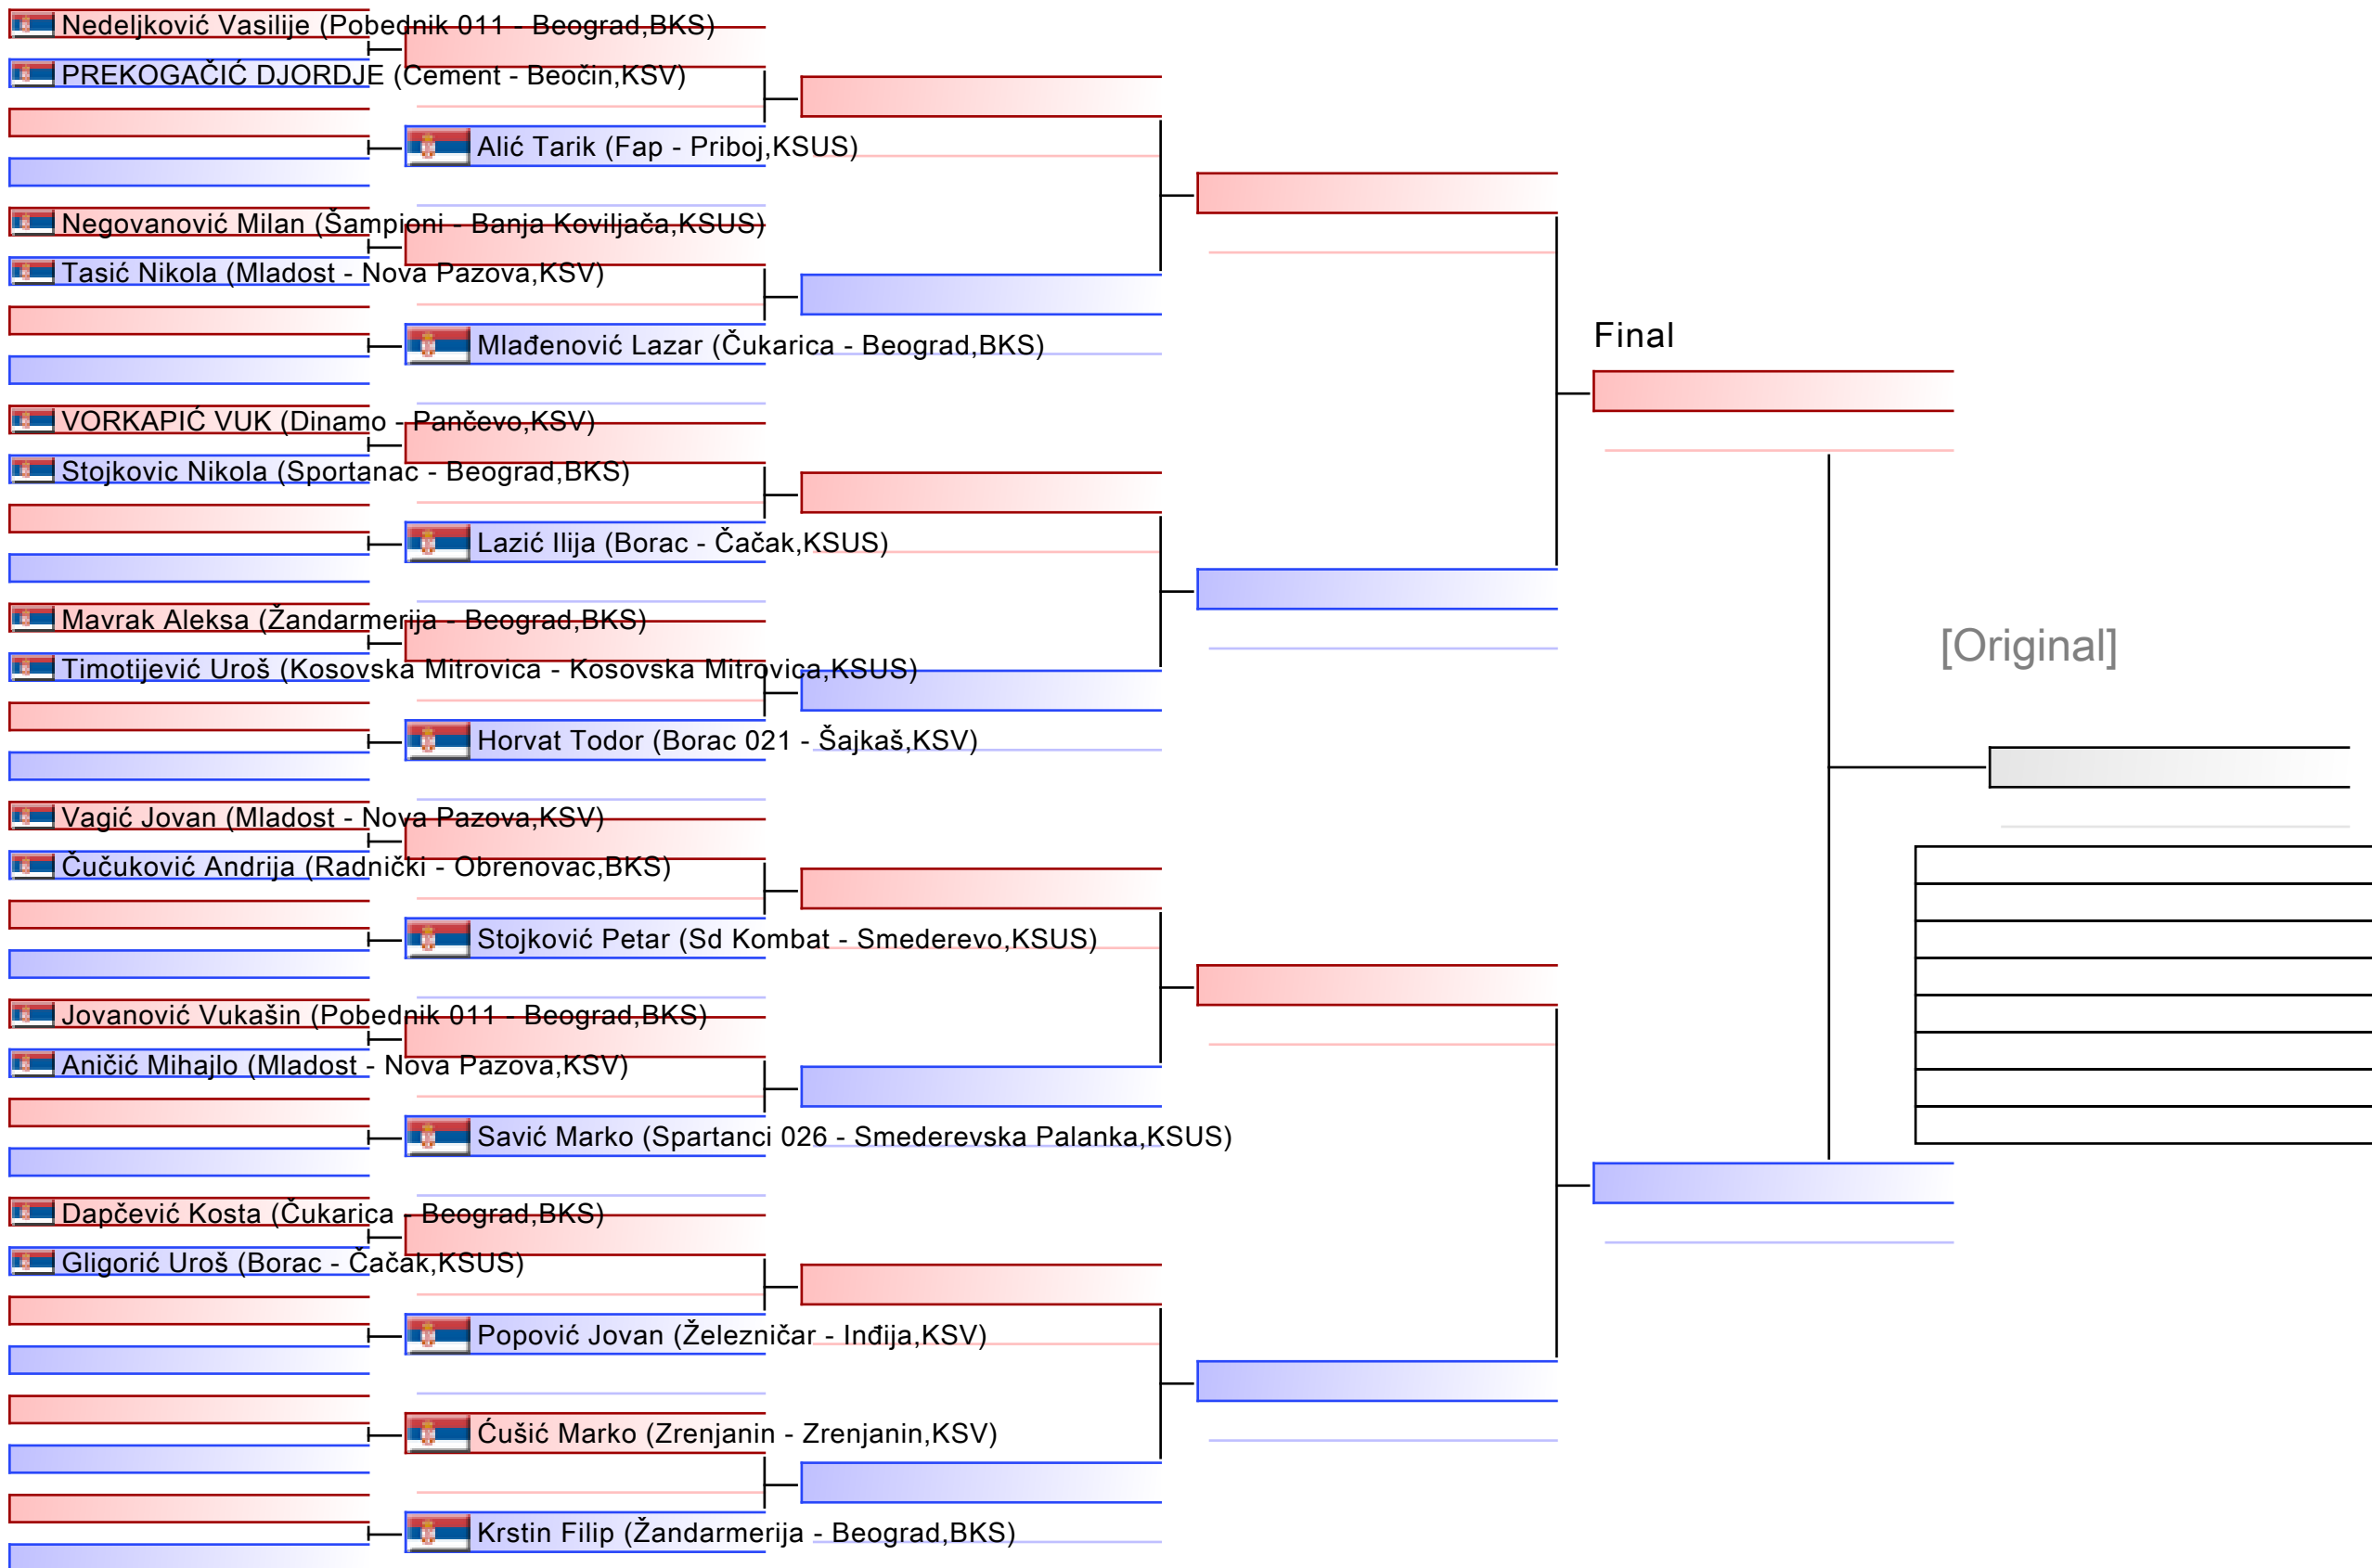 Nedeljković Vasilije (Pobednik 011 - Beograd,BKS)
PREKOGAČIĆ DJORDJE (Cement - Beočin,KSV)
Alić Tarik (Fap - Priboj,KSUS)
Negovanović Milan (Šampioni - Banja Koviljača,KSUS)
Tasić Nikola (Mladost - Nova Pazova,KSV)
Mlađenović Lazar (Čukarica - Beograd,BKS)
VORKAPIĆ VUK (Dinamo - Pančevo,KSV)
Stojkovic Nikola (Sportanac - Beograd,BKS)
Lazić Ilija (Borac - Čačak,KSUS)
Mavrak Aleksa (Žandarmerija - Beograd,BKS)
Timotijević Uroš (Kosovska Mitrovica - Kosovska Mitrovica,KSUS)
Horvat Todor (Borac 021 - Šajkaš,KSV)
Vagić Jovan (Mladost - Nova Pazova,KSV)
Čučuković Andrija (Radnički - Obrenovac,BKS)
Stojković Petar (Sd Kombat - Smederevo,KSUS)
Jovanović Vukašin (Pobednik 011 - Beograd,BKS)
Aničić Mihajlo (Mladost - Nova Pazova,KSV)
Savić Marko (Spartanci 026 - Smederevska Palanka,KSUS)
Dapčević Kosta (Čukarica - Beograd,BKS)
Gligorić Uroš (Borac - Čačak,KSUS)
Popović Jovan (Železničar - Inđija,KSV)
Ćušić Marko (Zrenjanin - Zrenjanin,KSV)
Krstin Filip (Žandarmerija - Beograd,BKS)
Final
[Original]